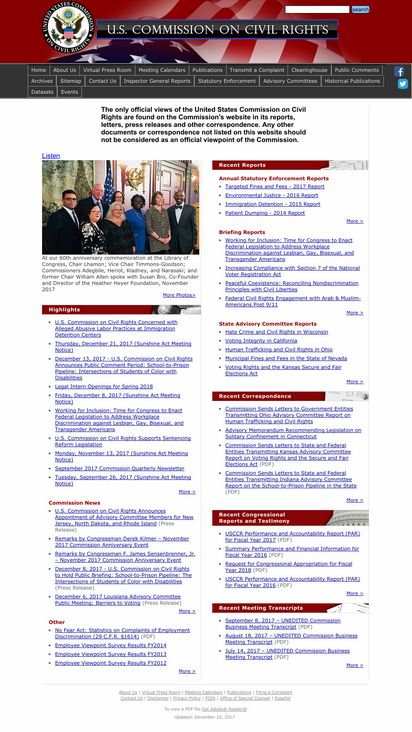 UNITED STATES COMMISSION
ON CIVIL RIGHTS
search
U.S. COMMISSION ON CIVIL RIGHTS
Home About Us Virtual Press Room Meeting Calendars Publications Transmit a Complaint Clearinghouse Public Comments
Archives Sitemap Contact Us Inspector General Reports Statutory Enforcement Advisory Committees Historical Publications
Datasets Events
The only official views of the United States Commission on Civil
Rights are found on the Commission's website in its reports,
letters, press releases and other correspondence. Any other
documents or correspondence not listed on this website should
not be considered as an official viewpoint of the Commission.
Listen
At our 60th anniversary commemoration at the Library of
Congress, Chair Lhamon; Vice Chair Timmons-Goodson;
Commissioners Adegbile, Heriot, Kladney, and Narasaki; and
former Chair William Allen spoke with Susan Bro, Co-Founder
and Director of the Heather Heyer Foundation, November
2017
More Photos>
Highlights
U.S. Commission on Civil Rights Concerned with
Alleged Abusive Labor Practices at Immigration
Detention Centers
Thursday, December 21, 2017 (Sunshine Act Meeting
Notice)
December 13, 2017 - U.S. Commission on Civil Rights
Announces Public Comment Period: School-to-Prison
Pipeline: Intersections of Students of Color with
Disabilities
Legal Intern Openings for Spring 2018
Friday, December 8, 2017 (Sunshine Act Meeting
Notice)
Working for Inclusion: Time for Congress to Enact
Federal Legislation to Address Workplace
Discrimination against Lesbian, Gay, Bisexual, and
Transgender Americans
U.S. Commission on Civil Rights Supports Sentencing
Reform Legislation
Monday, November 13, 2017 (Sunshine Act Meeting
Notice)
September 2017 Commission Quarterly Newsletter
Tuesday, September 26, 2017 (Sunshine Act Meeting
Notice)
More >
Commission News
U.S. Commission on Civil Rights Announces
Appointment of Advisory Committee Members for New
Jersey, North Dakota, and Rhode Island (Press
Release)
Remarks by Congressman Derek Kilmer – November
2017 Commission Anniversary Event
Remarks by Congressman F. James Sensenbrenner, Jr.
– November 2017 Commission Anniversary Event
December 8, 2017 - U.S. Commission on Civil Rights
to Hold Public Briefing: School-to-Prison Pipeline: The
Intersections of Students of Color with Disabilities
(Press Release)
December 6, 2017 Louisiana Advisory Committee
Public Meeting: Barriers to Voting (Press Release)
More >
Other
No Fear Act: Statistics on Complaints of Employment
Discrimination (29 C.F.R. §1614) (PDF)
Employee Viewpoint Survey Results FY2014
Employee Viewpoint Survey Results FY2013
Employee Viewpoint Survey Results FY2012
More >
Recent Reports
Annual Statutory Enforcement Reports
Targeted Fines and Fees - 2017 Report
Environmental Justice - 2016 Report
Immigration Detention - 2015 Report
Patient Dumping - 2014 Report
More >
Briefing Reports
Working for Inclusion: Time for Congress to Enact
Federal Legislation to Address Workplace
Discrimination against Lesbian, Gay, Bisexual, and
Transgender Americans
Increasing Compliance with Section 7 of the National
Voter Registration Act
Peaceful Coexistence: Reconciling Nondiscrimination
Principles with Civil Liberties
Federal Civil Rights Engagement with Arab & Muslim-
Americans Post 9/11
More >
State Advisory Committee Reports
Hate Crime and Civil Rights in Wisconsin
Voting Integrity in California
Human Trafficking and Civil Rights in Ohio
Municipal Fines and Fees in the State of Nevada
Voting Rights and the Kansas Secure and Fair
Elections Act
More >
Recent Correspondence
Commission Sends Letters to Government Entities
Transmitting Ohio Advisory Committee Report on
Human Trafficking and Civil Rights
Advisory Memorandum Recommending Legislation on
Solitary Confinement in Connecticut
Commission Sends Letters to State and Federal
Entities Transmitting Kansas Advisory Committee
Report on Voting Rights and the Secure and Fair
Elections Act (PDF)
Commission Sends Letters to State and Federal
Entities Transmitting Indiana Advisory Committee
Report on the School-to-Prison Pipeline in the State
(PDF)
More >
Recent Congressional
Reports and Testimony
USCCR Performance and Accountability Report (PAR)
for Fiscal Year 2017 (PDF)
Summary Performance and Financial Information for
Fiscal Year 2016 (PDF)
Request for Congressional Appropriation for Fiscal
Year 2018 (PDF)
USCCR Performance and Accountability Report (PAR)
for Fiscal Year 2016 (PDF)
More >
Recent Meeting Transcripts
September 8, 2017 – UNEDITED Commission
Business Meeting Transcript (PDF)
August 18, 2017 – UNEDITED Commission Business
Meeting Transcript (PDF)
July 14, 2017 – UNEDITED Commission Business
Meeting Transcript (PDF)
More >
About Us | Virtual Press Room | Meeting Calendars | Publications | Filing a Complaint
Contact Us | Disclaimer | Privacy Policy | FOIA | Office of Special Counsel | Español
To view a PDF file Get Adobe® Reader®
Updated: December 22, 2017